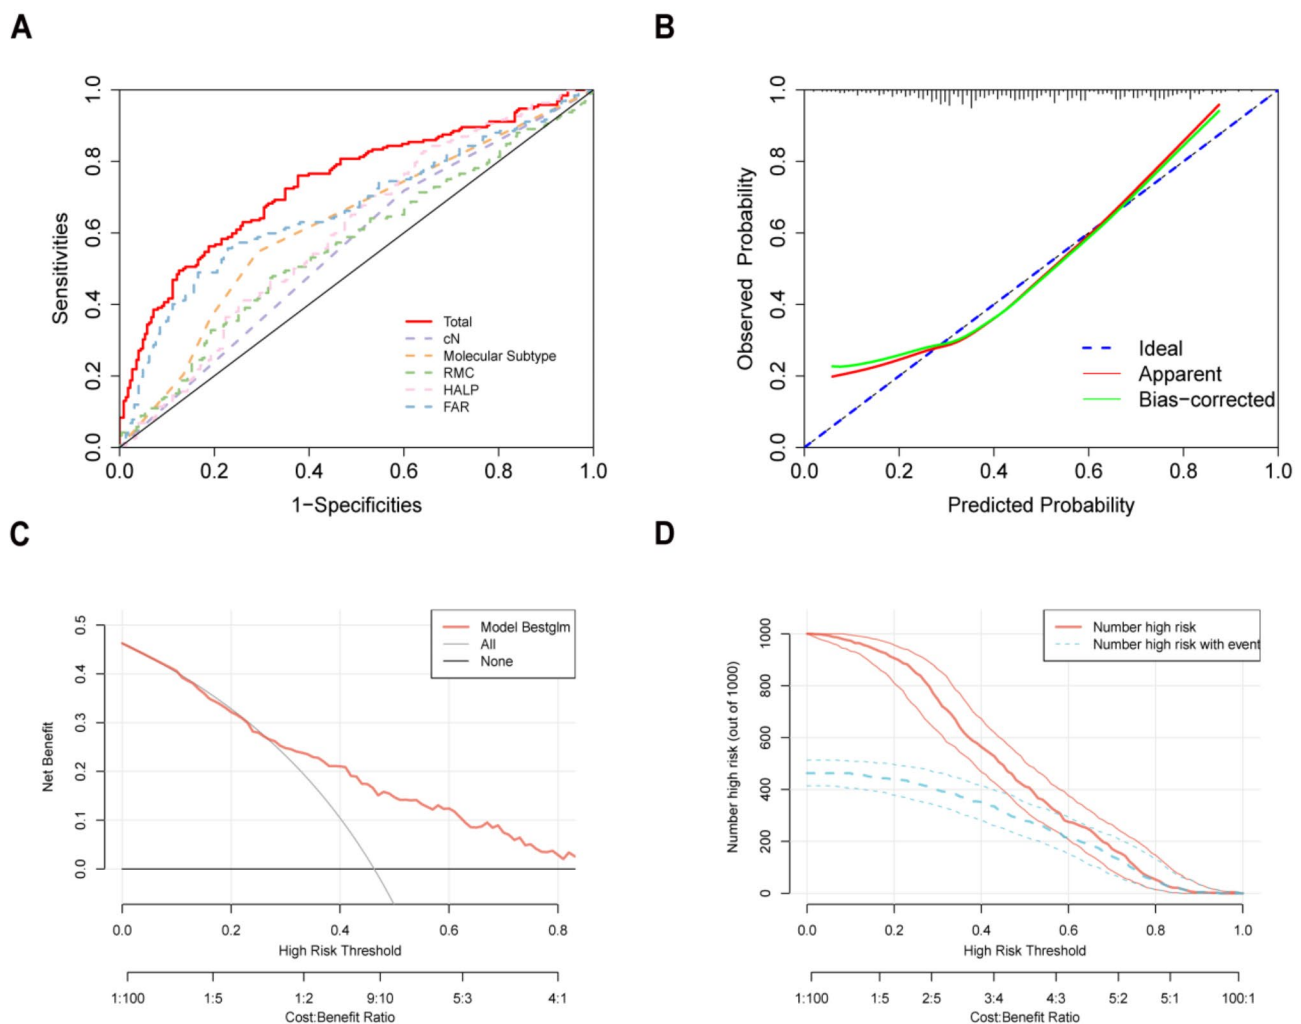 A
B
1.0
0.8
0.6
0.4
0.2
0.0
Sensitivities
Total
cN
Molecular Subtype
RMC
HALP
FAR
0.0 0.2 0.4 0.6 0.8 1.0
1−Specificities
1.0
0.8
0.6
0.4
0.2
0.0
Observed Probability
Ideal
Apparent
Bias−corrected
0.0 0.2 0.4 0.6 0.8 1.0
Predicted Probability
C
D
0.5
0.4
0.3
0.2
0.1
0.0
Net Benefit
Model Bestglm
All
None
0.0 0.2 0.4 0.6 0.8
High Risk Threshold
1:100 1:5 1:2 9:10 5:3 4:1
Cost:Benefit Ratio
1000
800
600
400
200
0
Number high risk (out of 1000)
Number high risk
Number high risk with event
0.0 0.2 0.4 0.6 0.8 1.0
High Risk Threshold
1:100 1:5 2:5 3:4 4:3 5:2 5:1 100:1
Cost:Benefit Ratio